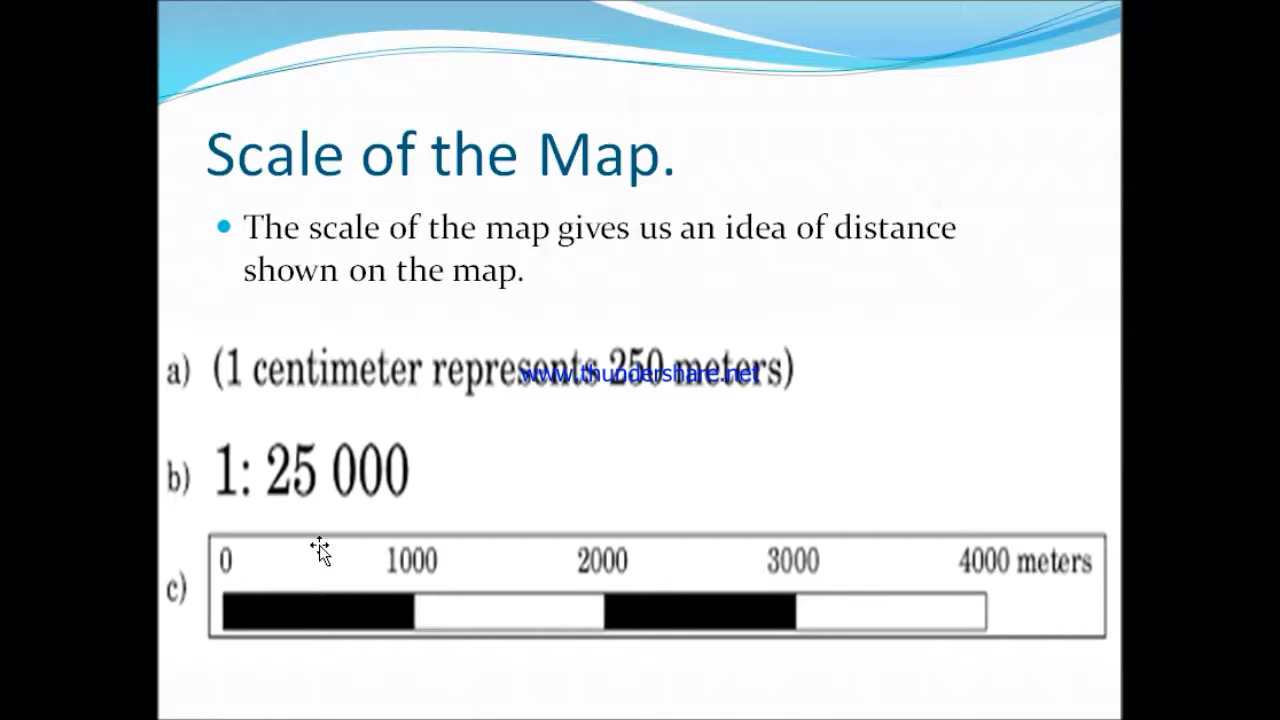 Scale of the Map.
• The scale of the map gives us an idea of distance
shown on the map.
a) (1 centimeter represents 250 meters)
www.thundershare.net
b) 1: 25 000
0 1000 2000 3000 4000 meters
c)